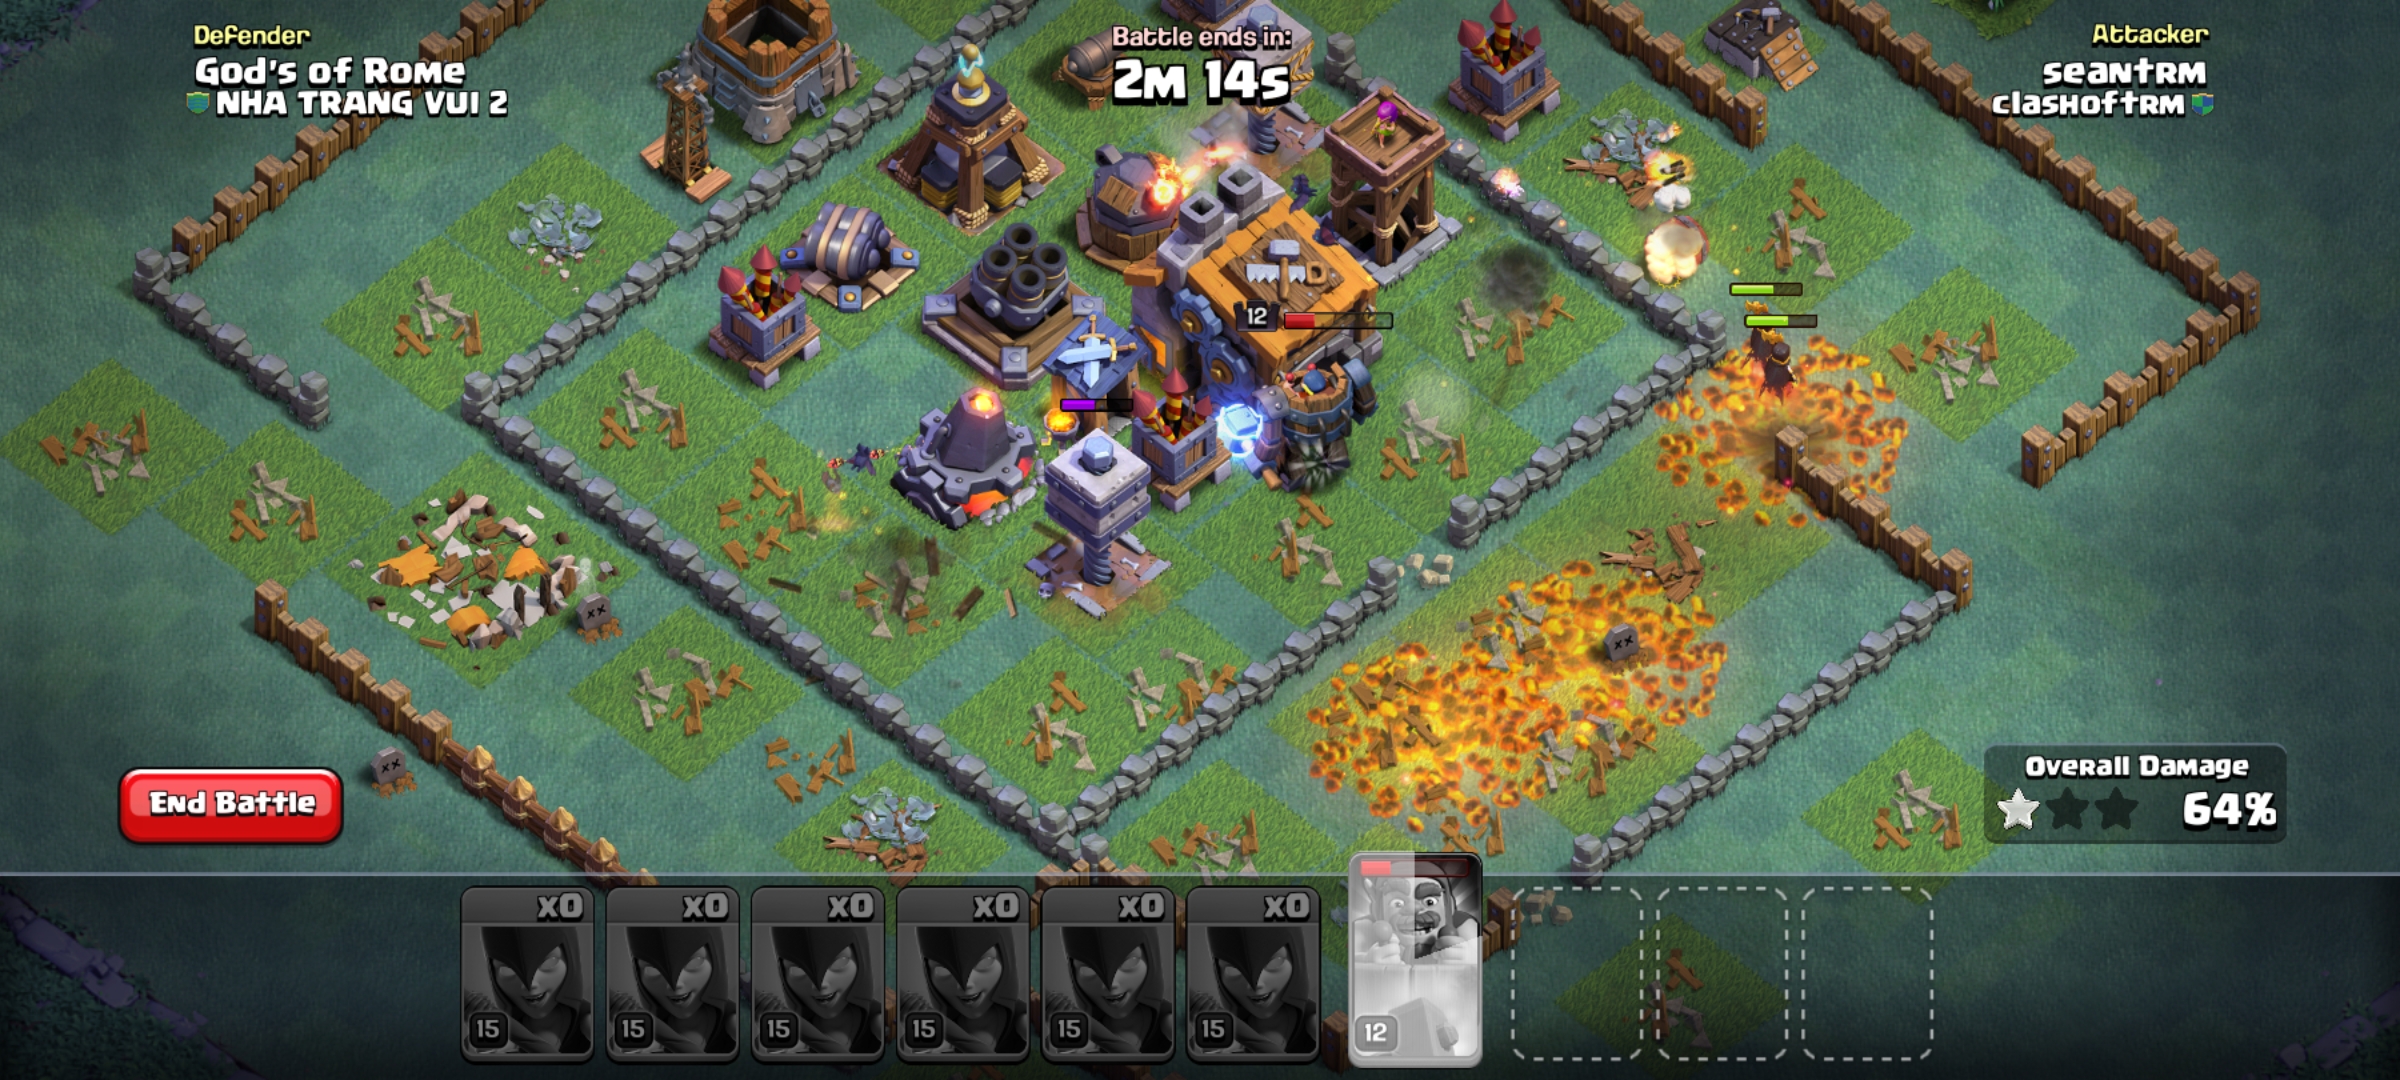 Defender
God's of Rome
NHA TRANG VUI 2
Battle ends in:
2M 14s
Attacker
seantRM
clashoftRM
12
End Battle
Overall Damage
64%
x0 x0 x0 x0 x0 x0
15 15 15 15 15 15 12